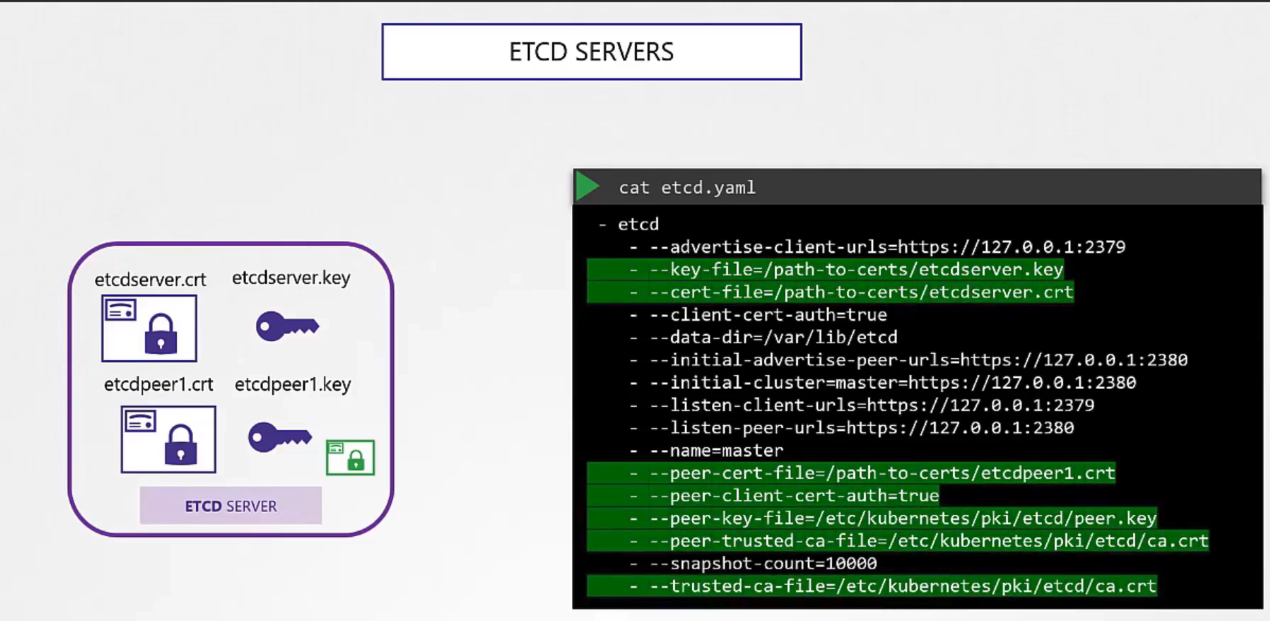 ETCD SERVERS
etcdserver.crt
etcdserver.key
etcdpeer1.crt
etcdpeer1.key
ETCD SERVER
cat etcd.yaml
- etcd
- --advertise-client-urls=https://127.0.0.1:2379
- --key-file=/path-to-certs/etcdserver.key
- --cert-file=/path-to-certs/etcdserver.crt
- --client-cert-auth=true
- --data-dir=/var/lib/etcd
- --initial-advertise-peer-urls=https://127.0.0.1:2380
- --initial-cluster=master=https://127.0.0.1:2380
- --listen-client-urls=https://127.0.0.1:2379
- --listen-peer-urls=https://127.0.0.1:2380
- --name=master
- --peer-cert-file=/path-to-certs/etcdpeer1.crt
- --peer-client-cert-auth=true
- --peer-key-file=/etc/kubernetes/pki/etcd/peer.key
- --peer-trusted-ca-file=/etc/kubernetes/pki/etcd/ca.crt
- --snapshot-count=10000
- --trusted-ca-file=/etc/kubernetes/pki/etcd/ca.crt